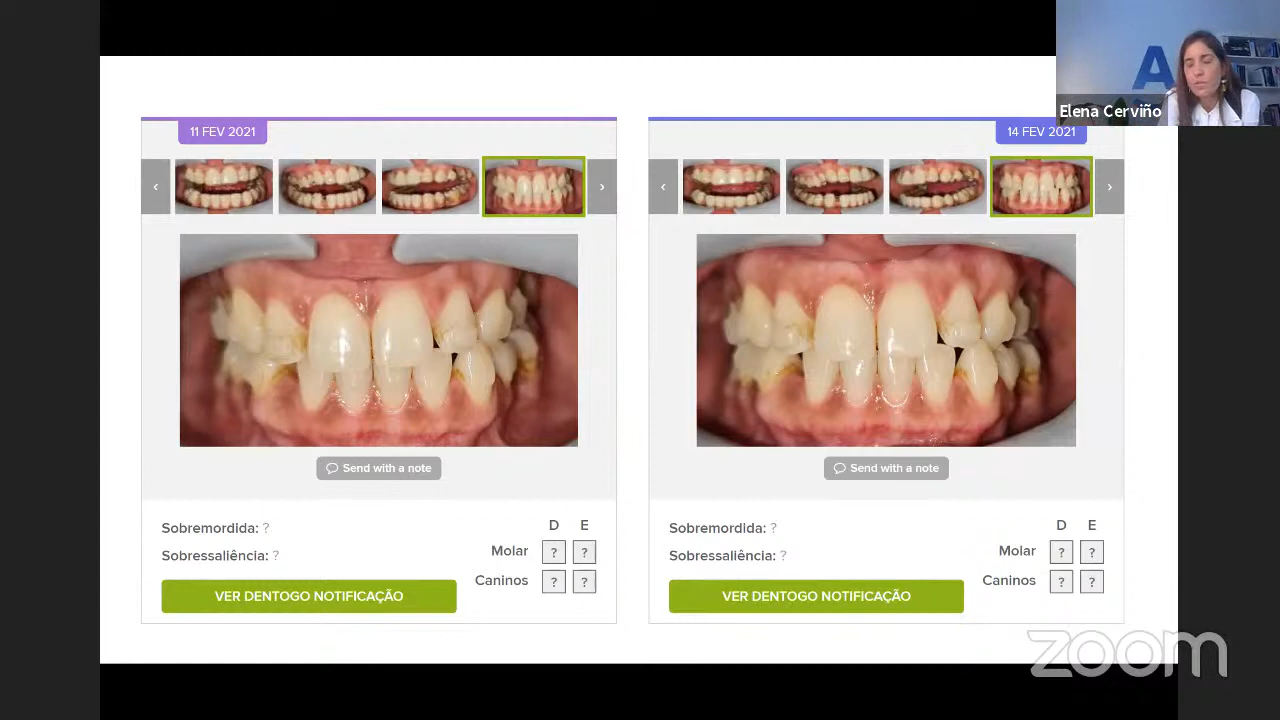 A
Elena Cerviño
11 FEV 2021
Send with a note
Sobremordida: ?
Sobressaliência: ?
D E
Molar ? ?
Caninos ? ?
VER DENTOGO NOTIFICAÇÃO
14 FEV 2021
Send with a note
Sobremordida: ?
Sobressaliência: ?
D E
Molar ? ?
Caninos ? ?
VER DENTOGO NOTIFICAÇÃO
zoom